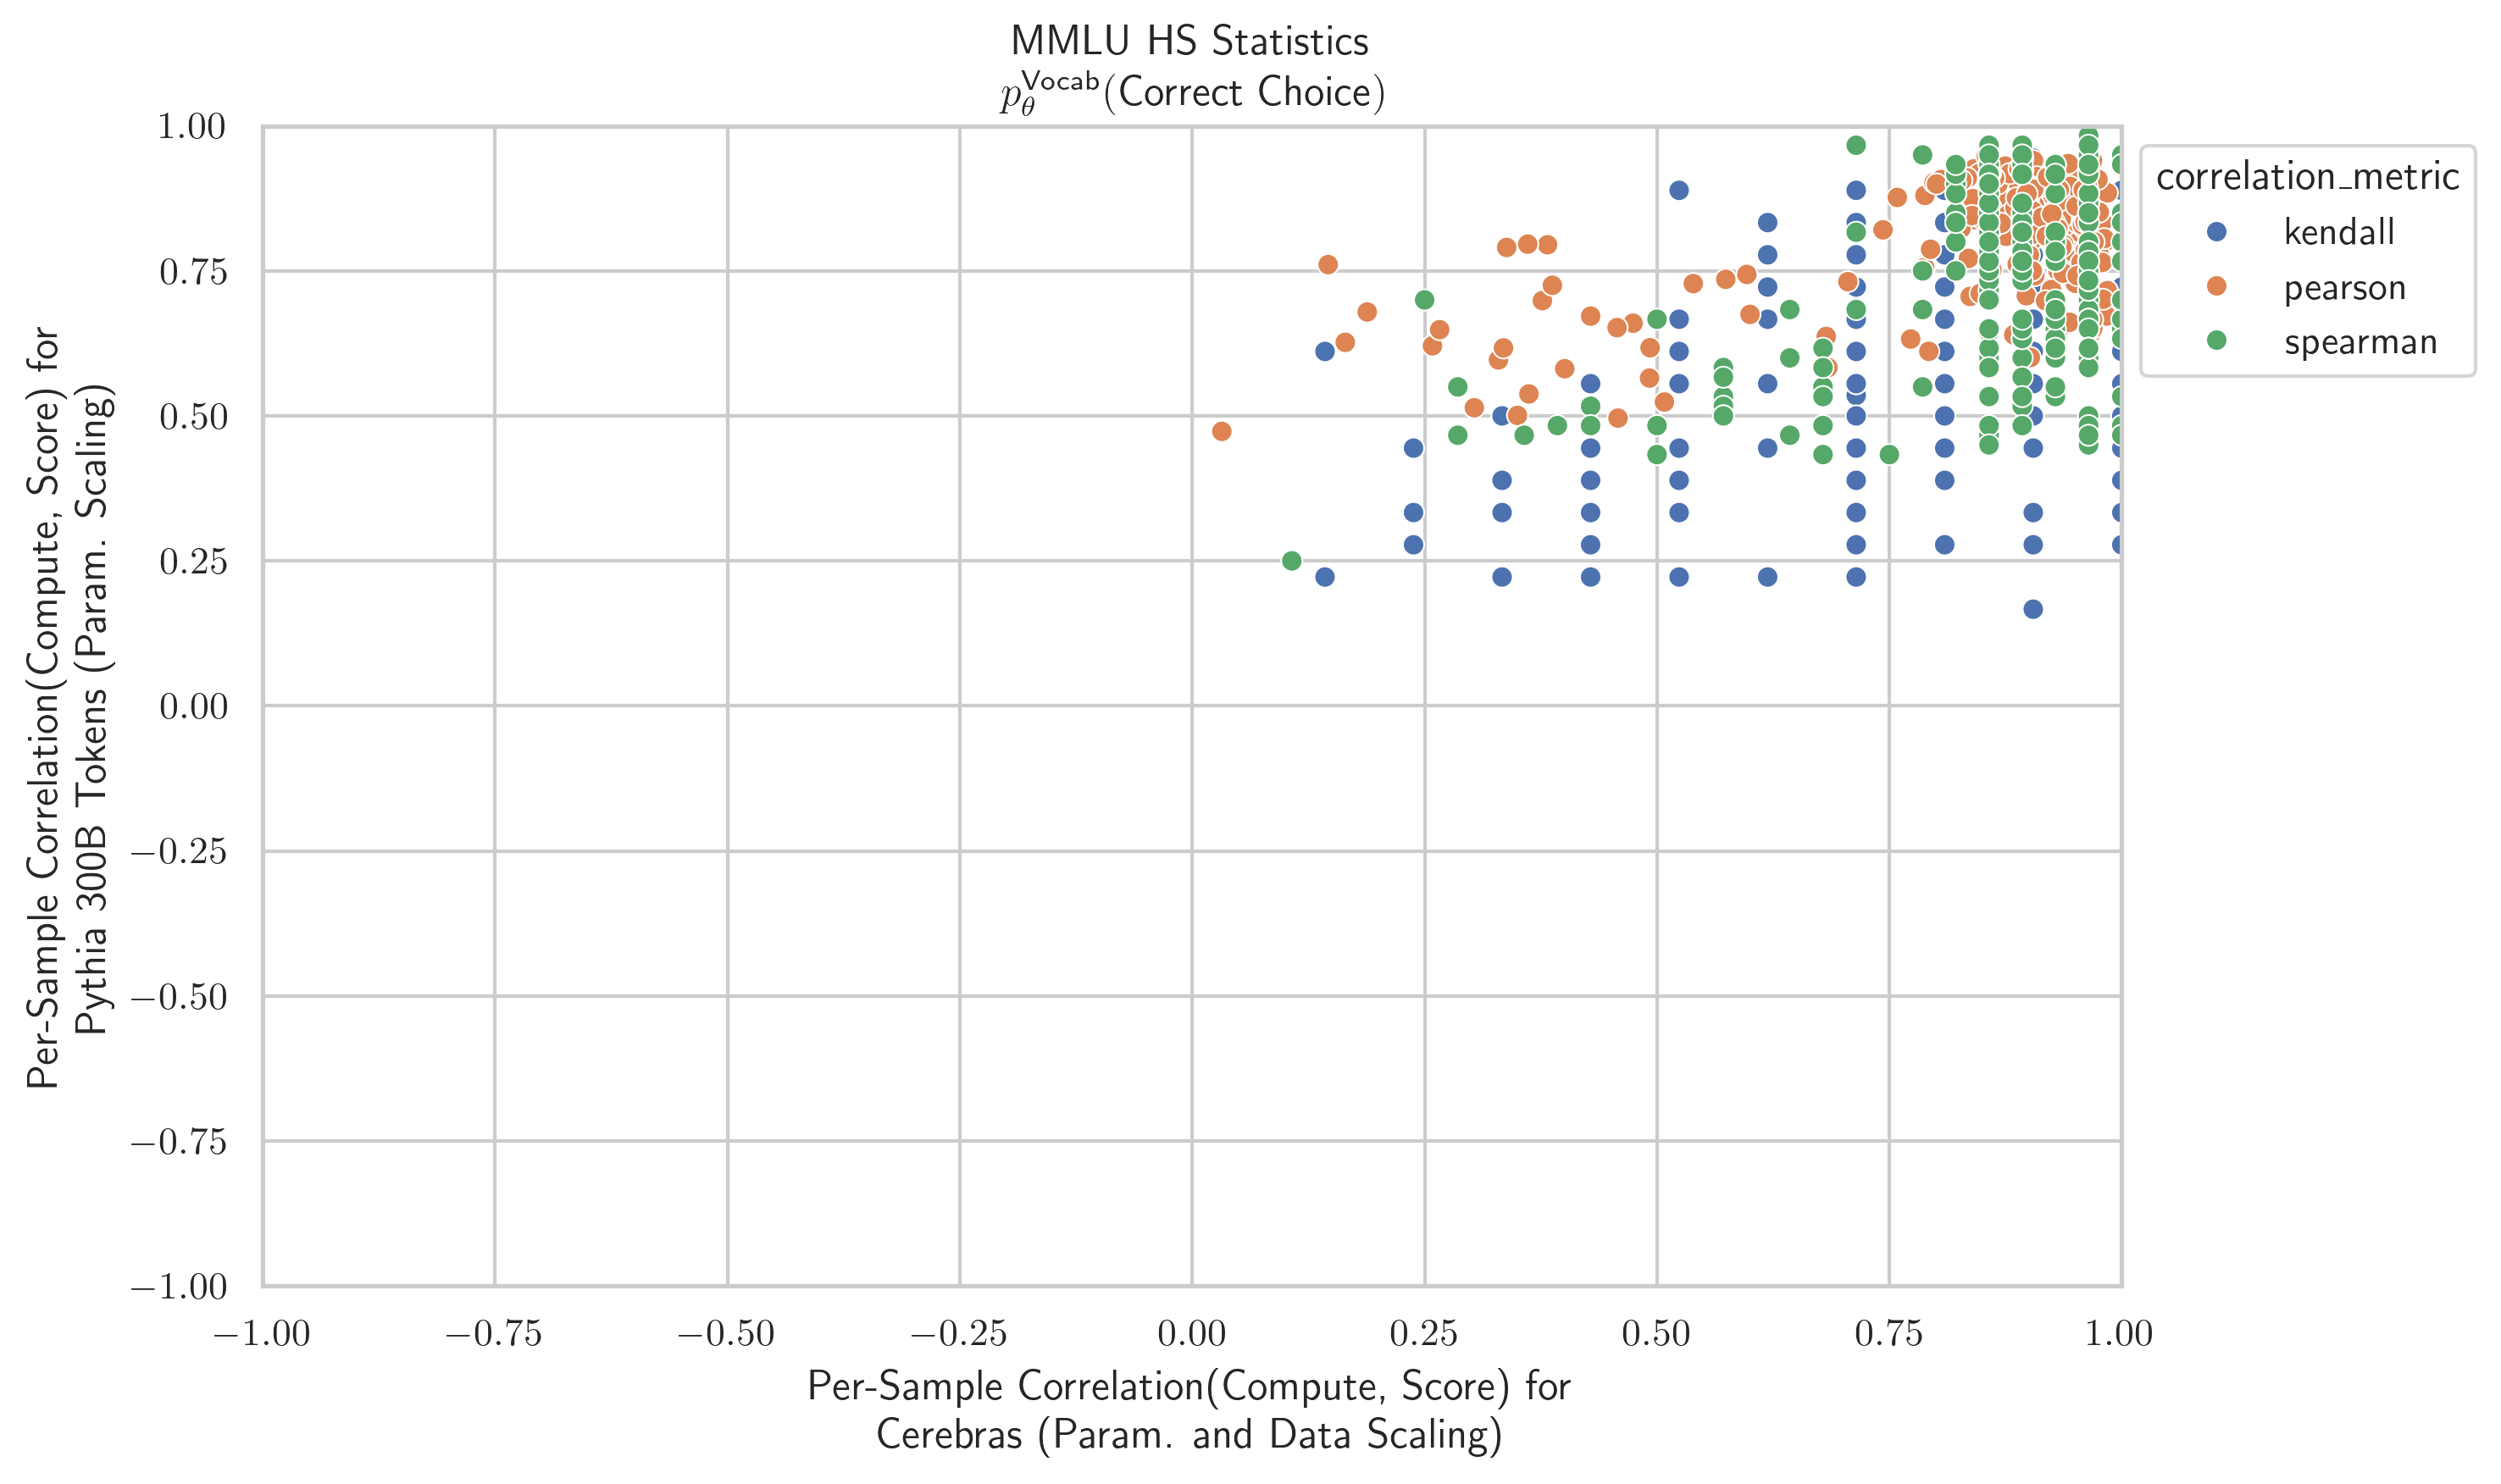 MMLU HS Statistics
p_θ^Vocab(Correct Choice)
1.00
0.75
0.50
0.25
0.00
−0.25
−0.50
−0.75
−1.00
Per-Sample Correlation(Compute, Score) for
Pythia 300B Tokens (Param. Scaling)
correlation_metric
kendall
pearson
spearman
−1.00 −0.75 −0.50 −0.25 0.00 0.25 0.50 0.75 1.00
Per-Sample Correlation(Compute, Score) for
Cerebras (Param. and Data Scaling)